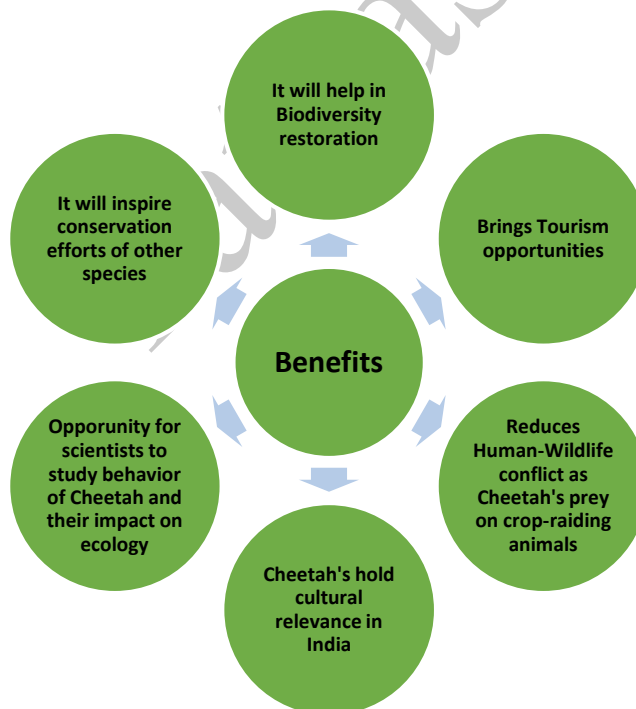 It will help in
Biodiversity
restoration
Brings Tourism
opportunities
Reduces
Human-Wildlife
conflict as
Cheetah's prey
on crop-raiding
animals
Cheetah's hold
cultural
relevance in
India
Opporunity for
scientists to
study behavior
of Cheetah and
their impact on
ecology
It will inspire
conservation
efforts of other
species
Benefits